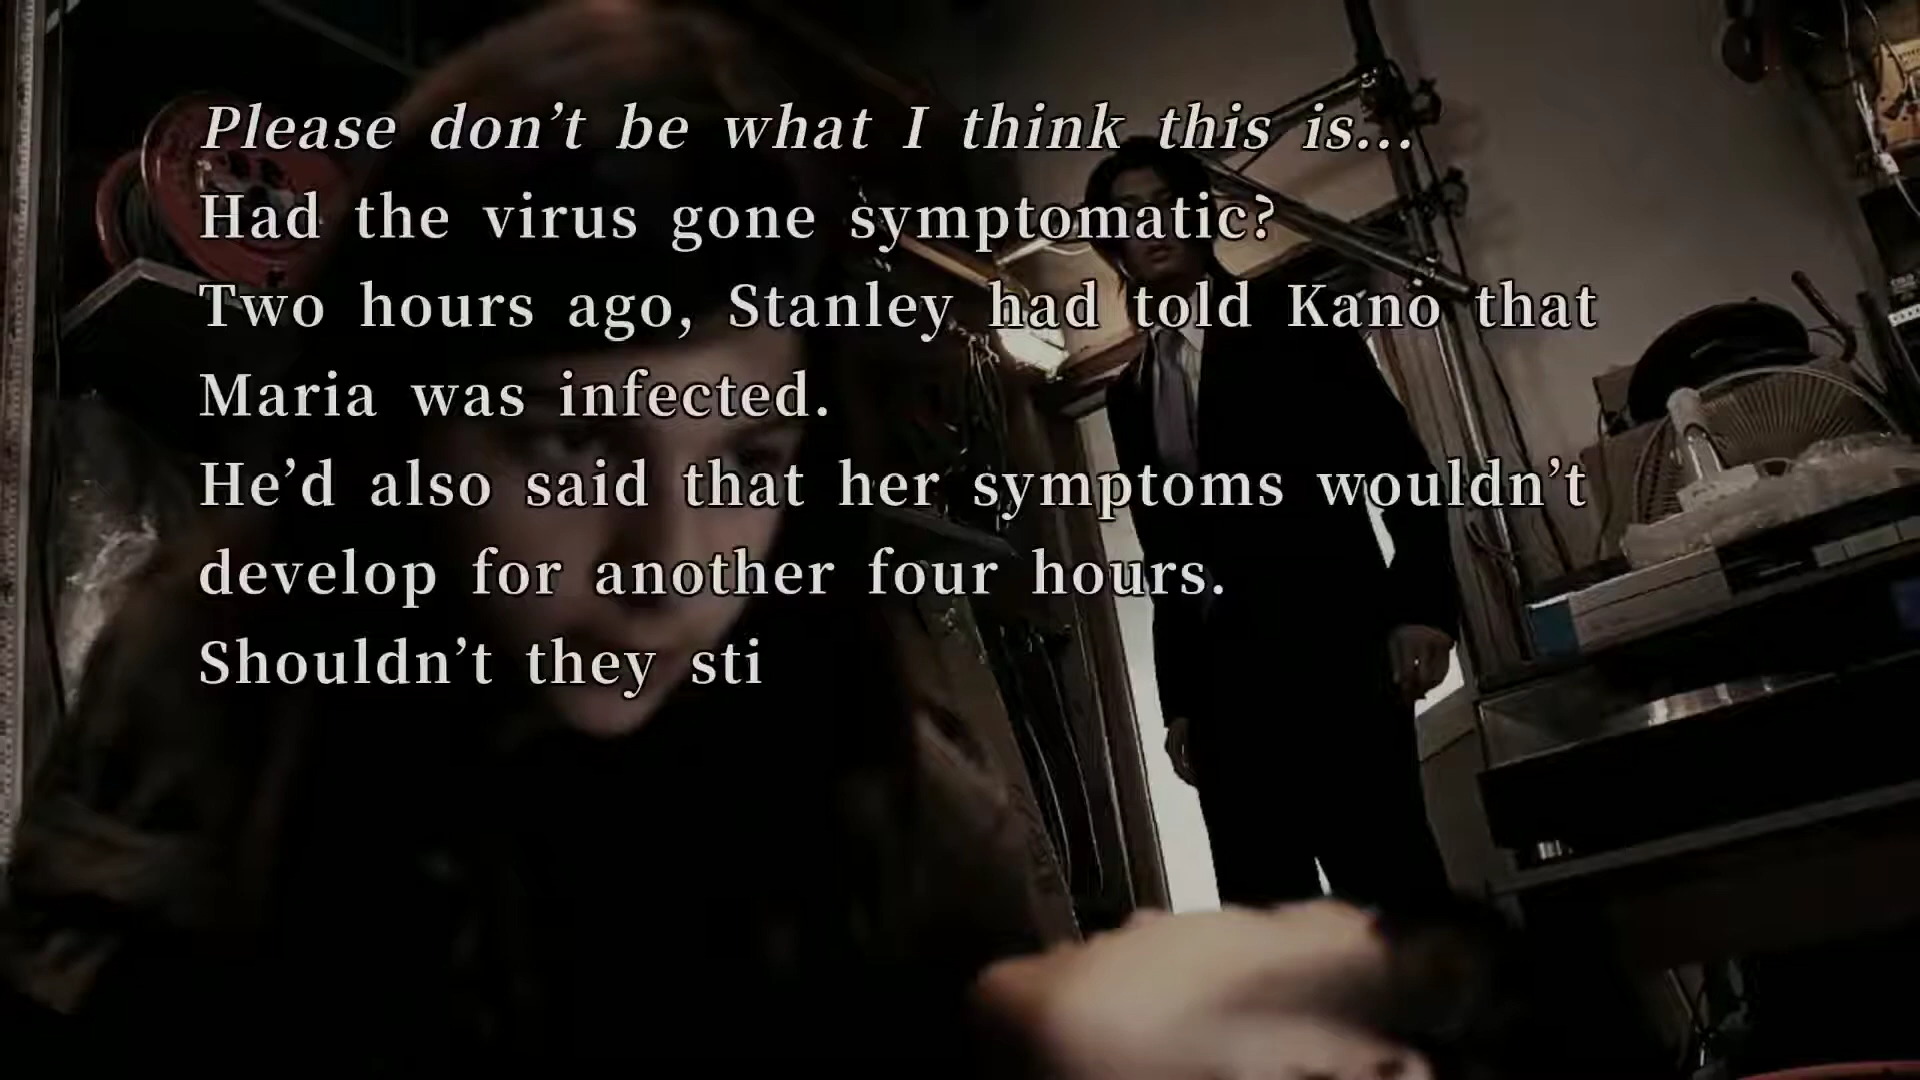 Please don’t be what I think this is...
Had the virus gone symptomatic?
Two hours ago, Stanley had told Kano that
Maria was infected.
He’d also said that her symptoms wouldn’t
develop for another four hours.
Shouldn’t they sti